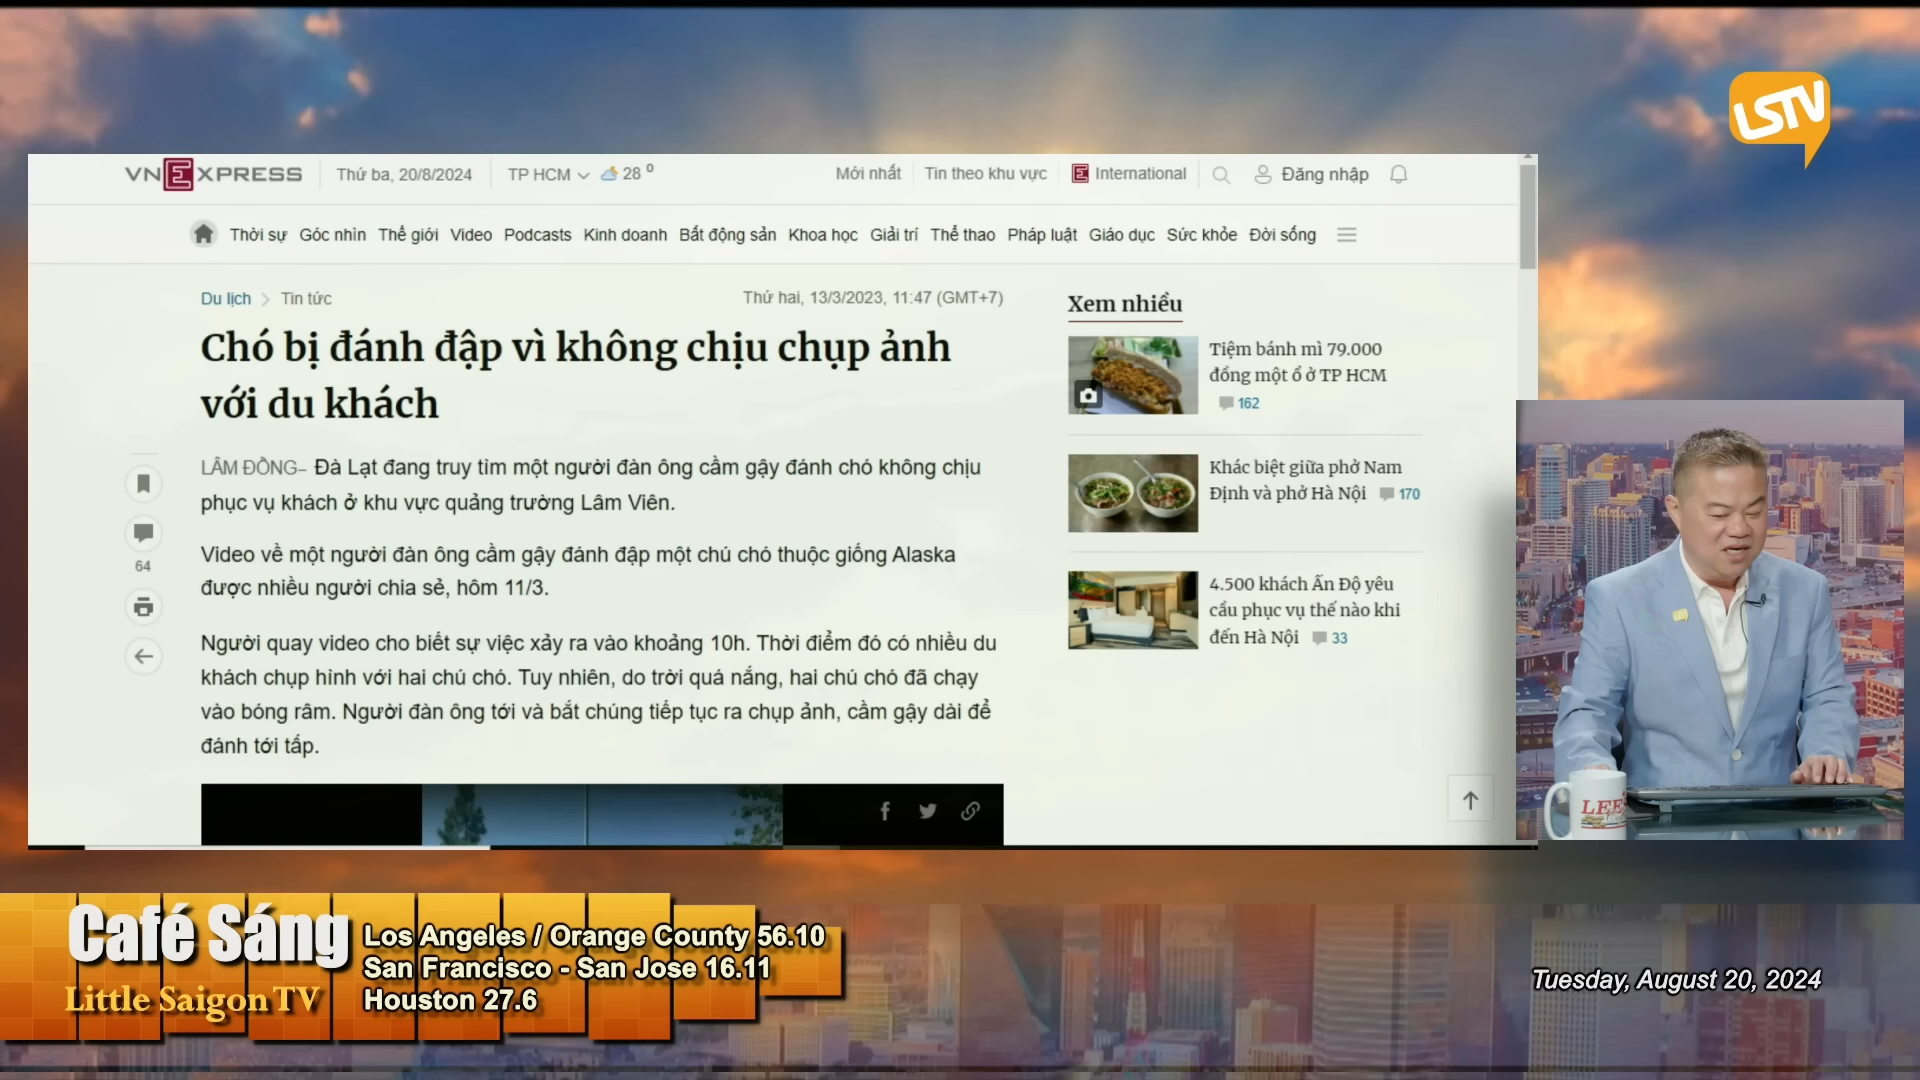 LSTV
VNEXPRESS
Thứ ba, 20/8/2024
TP HCM
28⁰
Mới nhất
Tin theo khu vực
E International
Đăng nhập
Thời sự Góc nhìn Thế giới Video Podcasts Kinh doanh Bất động sản Khoa học Giải trí Thể thao Pháp luật Giáo dục Sức khỏe Đời sống
Du lịch > Tin tức
Thứ hai, 13/3/2023, 11:47 (GMT+7)
Chó bị đánh đập vì không chịu chụp ảnh
với du khách
LÂM ĐỒNG– Đà Lạt đang truy tìm một người đàn ông cầm gậy đánh chó không chịu
phục vụ khách ở khu vực quảng trường Lâm Viên.
Video về một người đàn ông cầm gậy đánh đập một chú chó thuộc giống Alaska
được nhiều người chia sẻ, hôm 11/3.
64
Người quay video cho biết sự việc xảy ra vào khoảng 10h. Thời điểm đó có nhiều du
khách chụp hình với hai chú chó. Tuy nhiên, do trời quá nắng, hai chú chó đã chạy
vào bóng râm. Người đàn ông tới và bắt chúng tiếp tục ra chụp ảnh, cầm gậy dài để
đánh tới tấp.
Xem nhiều
Tiệm bánh mì 79.000
đồng một ổ ở TP HCM
162
Khác biệt giữa phở Nam
Định và phở Hà Nội 170
4.500 khách Ấn Độ yêu
cầu phục vụ thế nào khi
đến Hà Nội 33
LEE'S
Café Sáng
Little Saigon TV
Los Angeles / Orange County 56.10
San Francisco - San Jose 16.11
Houston 27.6
Tuesday, August 20, 2024